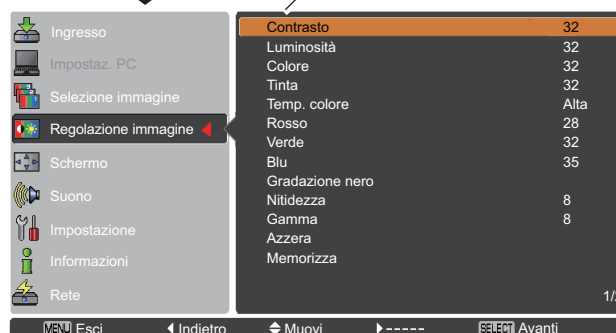 Ingresso
Impostaz. PC
Selezione immagine
Regolazione immagine
Schermo
Suono
Impostazione
Informazioni
Rete
Contrasto 32
Luminosità 32
Colore 32
Tinta 32
Temp. colore Alta
Rosso 28
Verde 32
Blu 35
Gradazione nero
Nitidezza 8
Gamma 8
Azzera
Memorizza
MENU Esci Indietro Muovi ----- SELECT Avanti